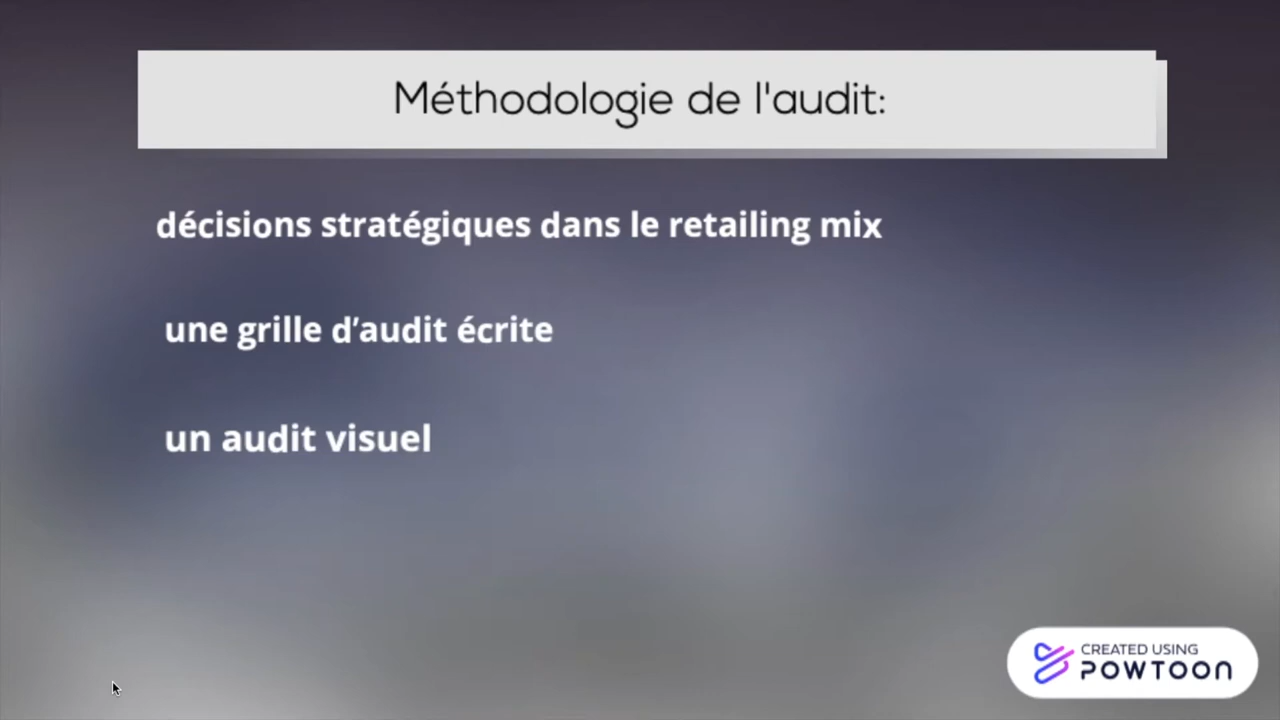 Méthodologie de l'audit:
décisions stratégiques dans le retailing mix
une grille d’audit écrite
un audit visuel
CREATED USING
POWTOON